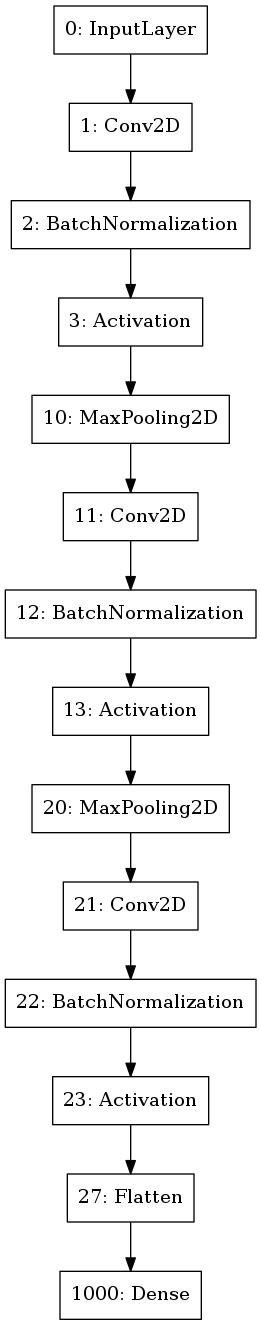 0: InputLayer
1: Conv2D
2: BatchNormalization
3: Activation
10: MaxPooling2D
11: Conv2D
12: BatchNormalization
13: Activation
20: MaxPooling2D
21: Conv2D
22: BatchNormalization
23: Activation
27: Flatten
1000: Dense